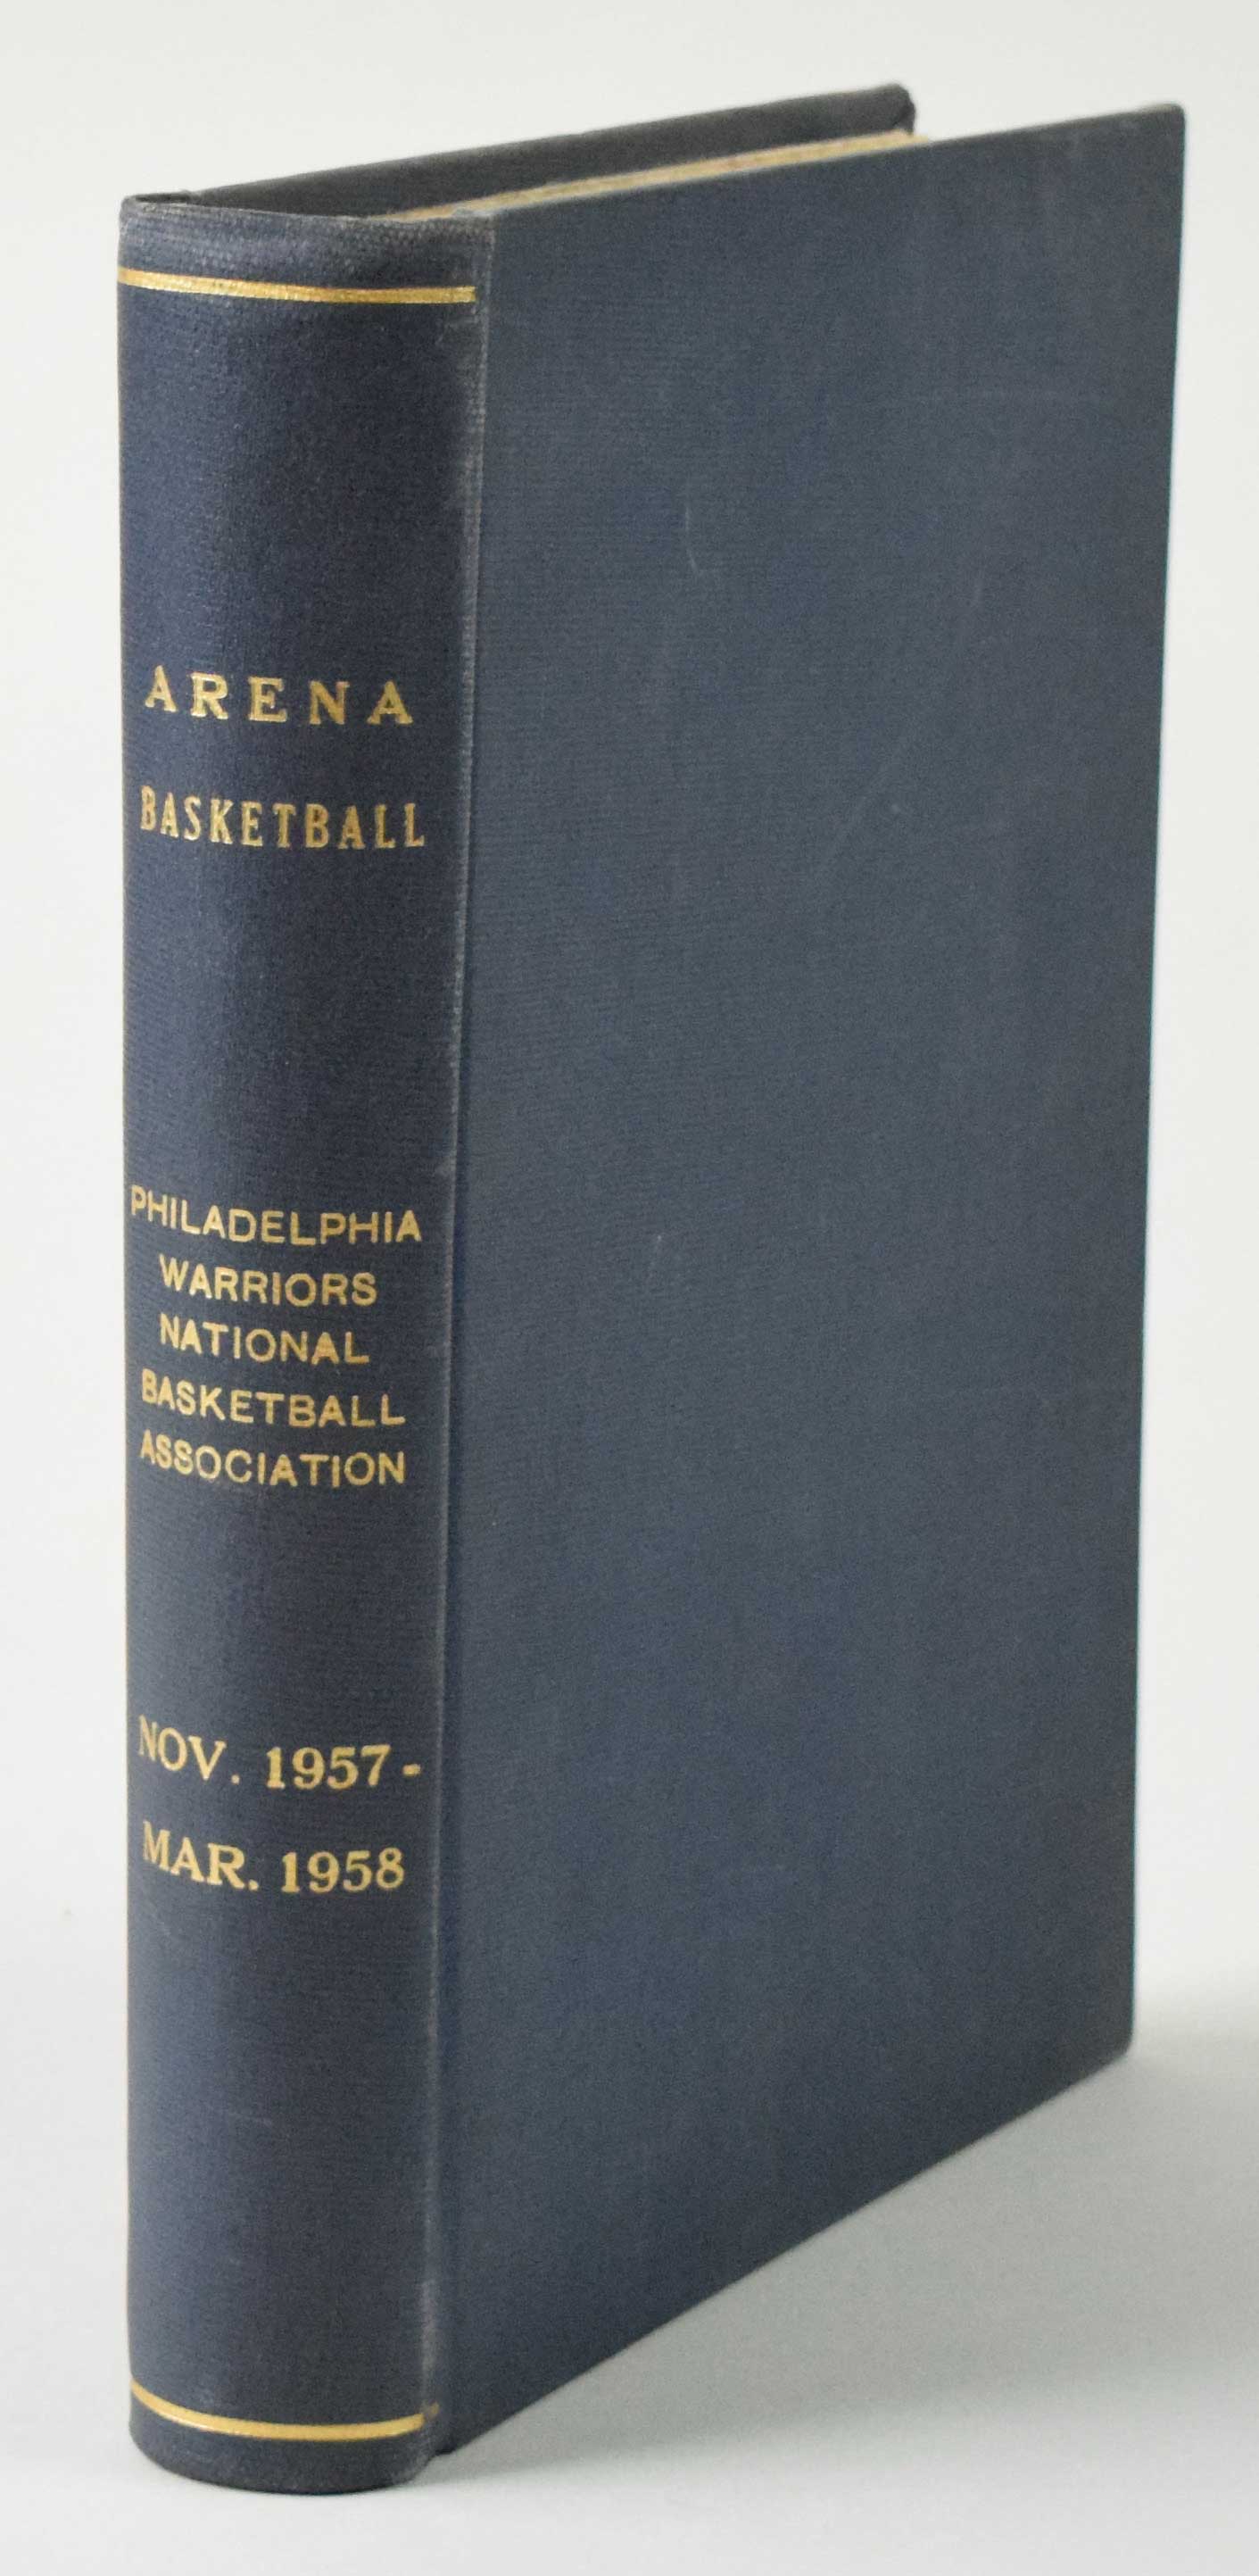 ARENA
BASKETBALL
PHILADELPHIA
WARRIORS
NATIONAL
BASKETBALL
ASSOCIATION
NOV. 1957-
MAR. 1958